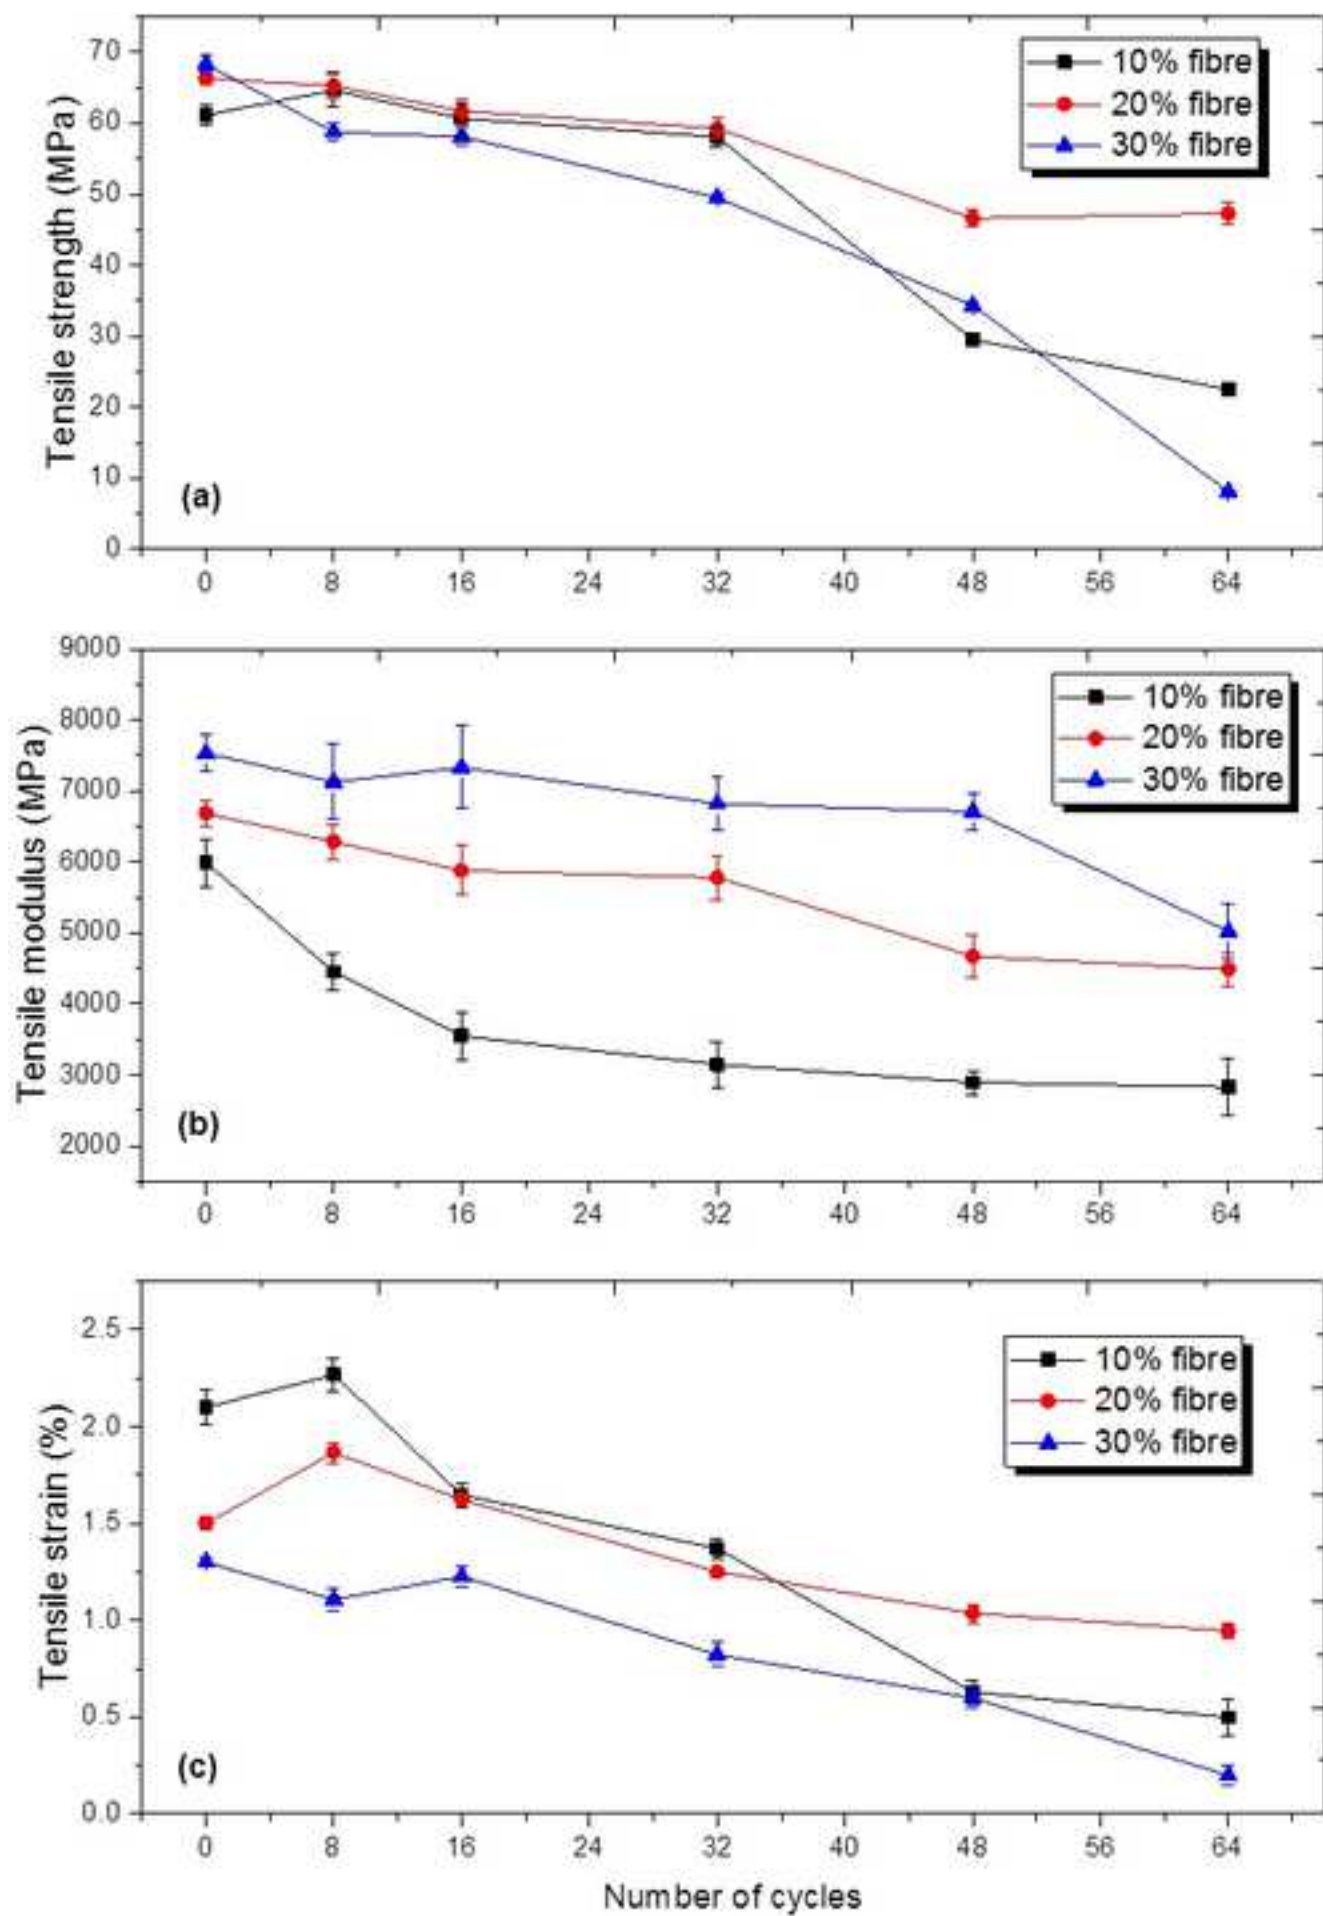 70
60
50
40
30
20
10
0
Tensile strength (MPa)
10% fibre
20% fibre
30% fibre
(a)
0 8 16 24 32 40 48 56 64
9000
8000
7000
6000
5000
4000
3000
2000
Tensile modulus (MPa)
10% fibre
20% fibre
30% fibre
(b)
0 8 16 24 32 40 48 56 64
2.5
2.0
1.5
1.0
0.5
0.0
Tensile strain (%)
10% fibre
20% fibre
30% fibre
(c)
0 8 16 24 32 40 48 56 64
Number of cycles